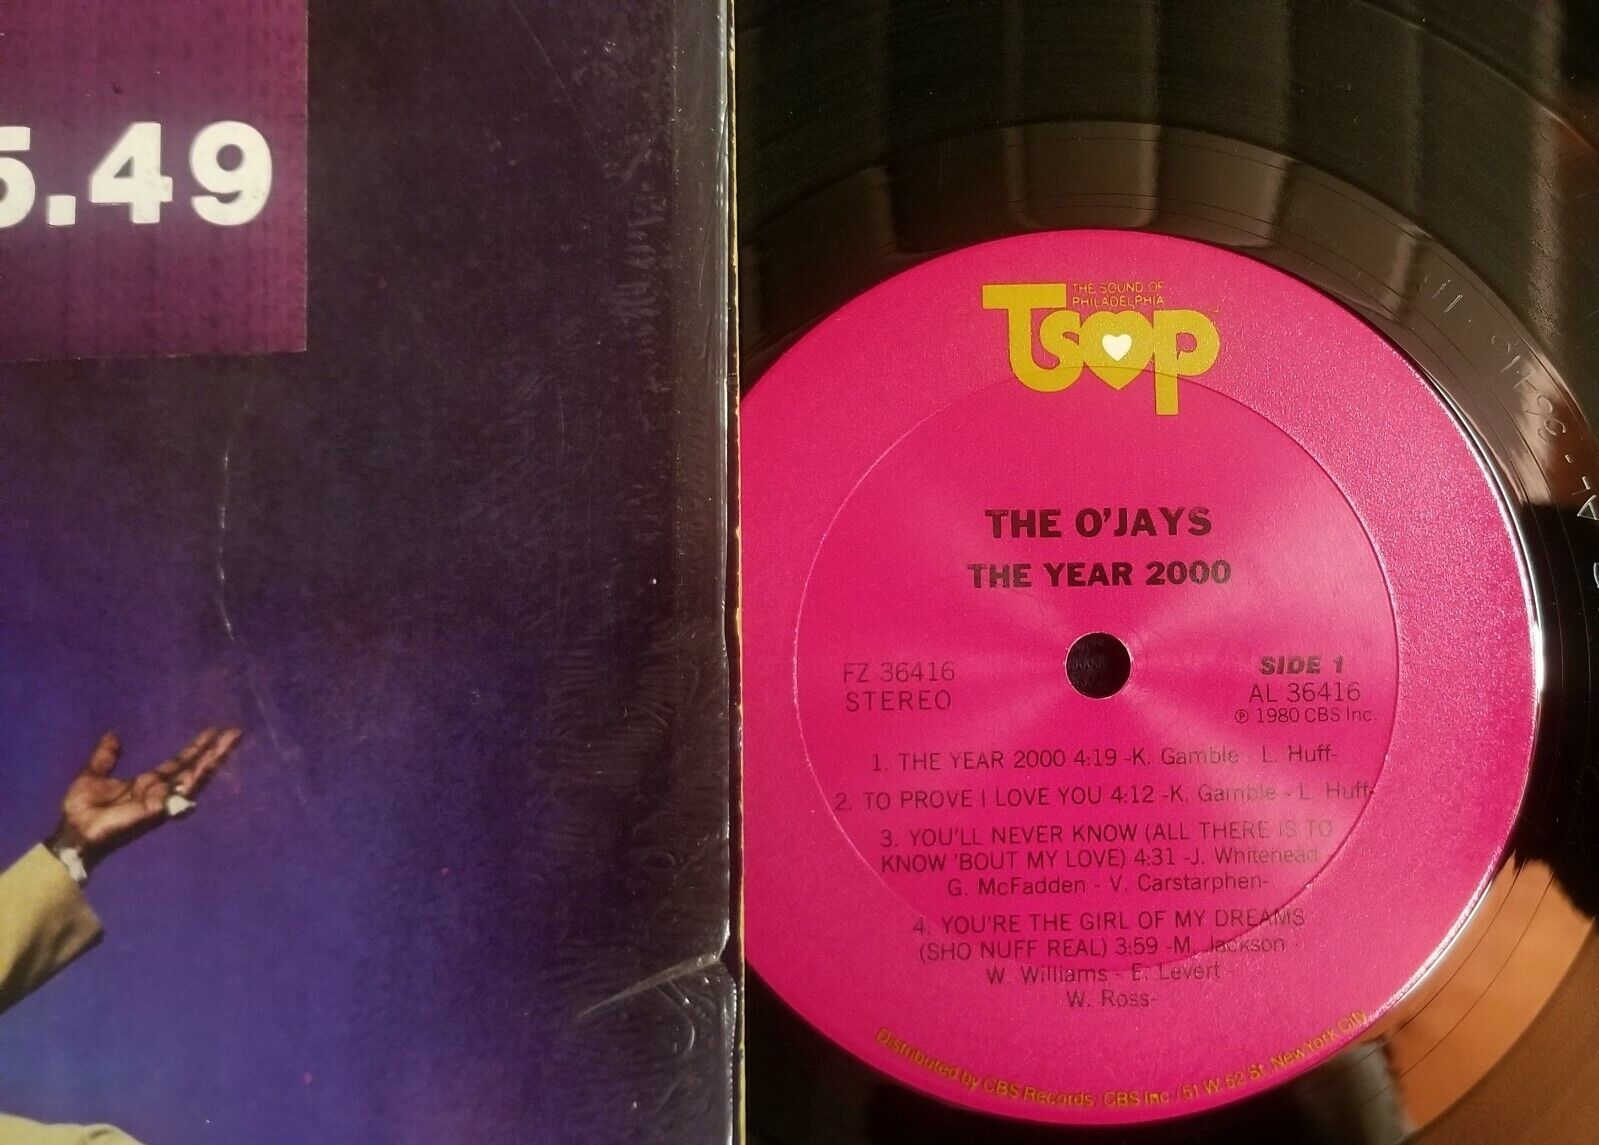 5.49
THE SOUND OF
PHILADELPHIA
TSOP
THE O'JAYS
THE YEAR 2000
FZ 36416
STEREO
SIDE 1
AL 36416
℗ 1980 CBS Inc.
1. THE YEAR 2000 4:19 -K. Gamble - L. Huff-
2. TO PROVE I LOVE YOU 4:12 -K. Gamble - L. Huff-
3. YOU'LL NEVER KNOW (ALL THERE IS TO
KNOW 'BOUT MY LOVE) 4:31 -J. Whitehead
G. McFadden - V. Carstarphen-
4. YOU'RE THE GIRL OF MY DREAMS
(SHO NUFF REAL) 3:59 -M. Jackson -
W. Williams - E. Levert -
W. Ross-
Distributed by CBS Records/CBS Inc./51 W. 52 St. New York City